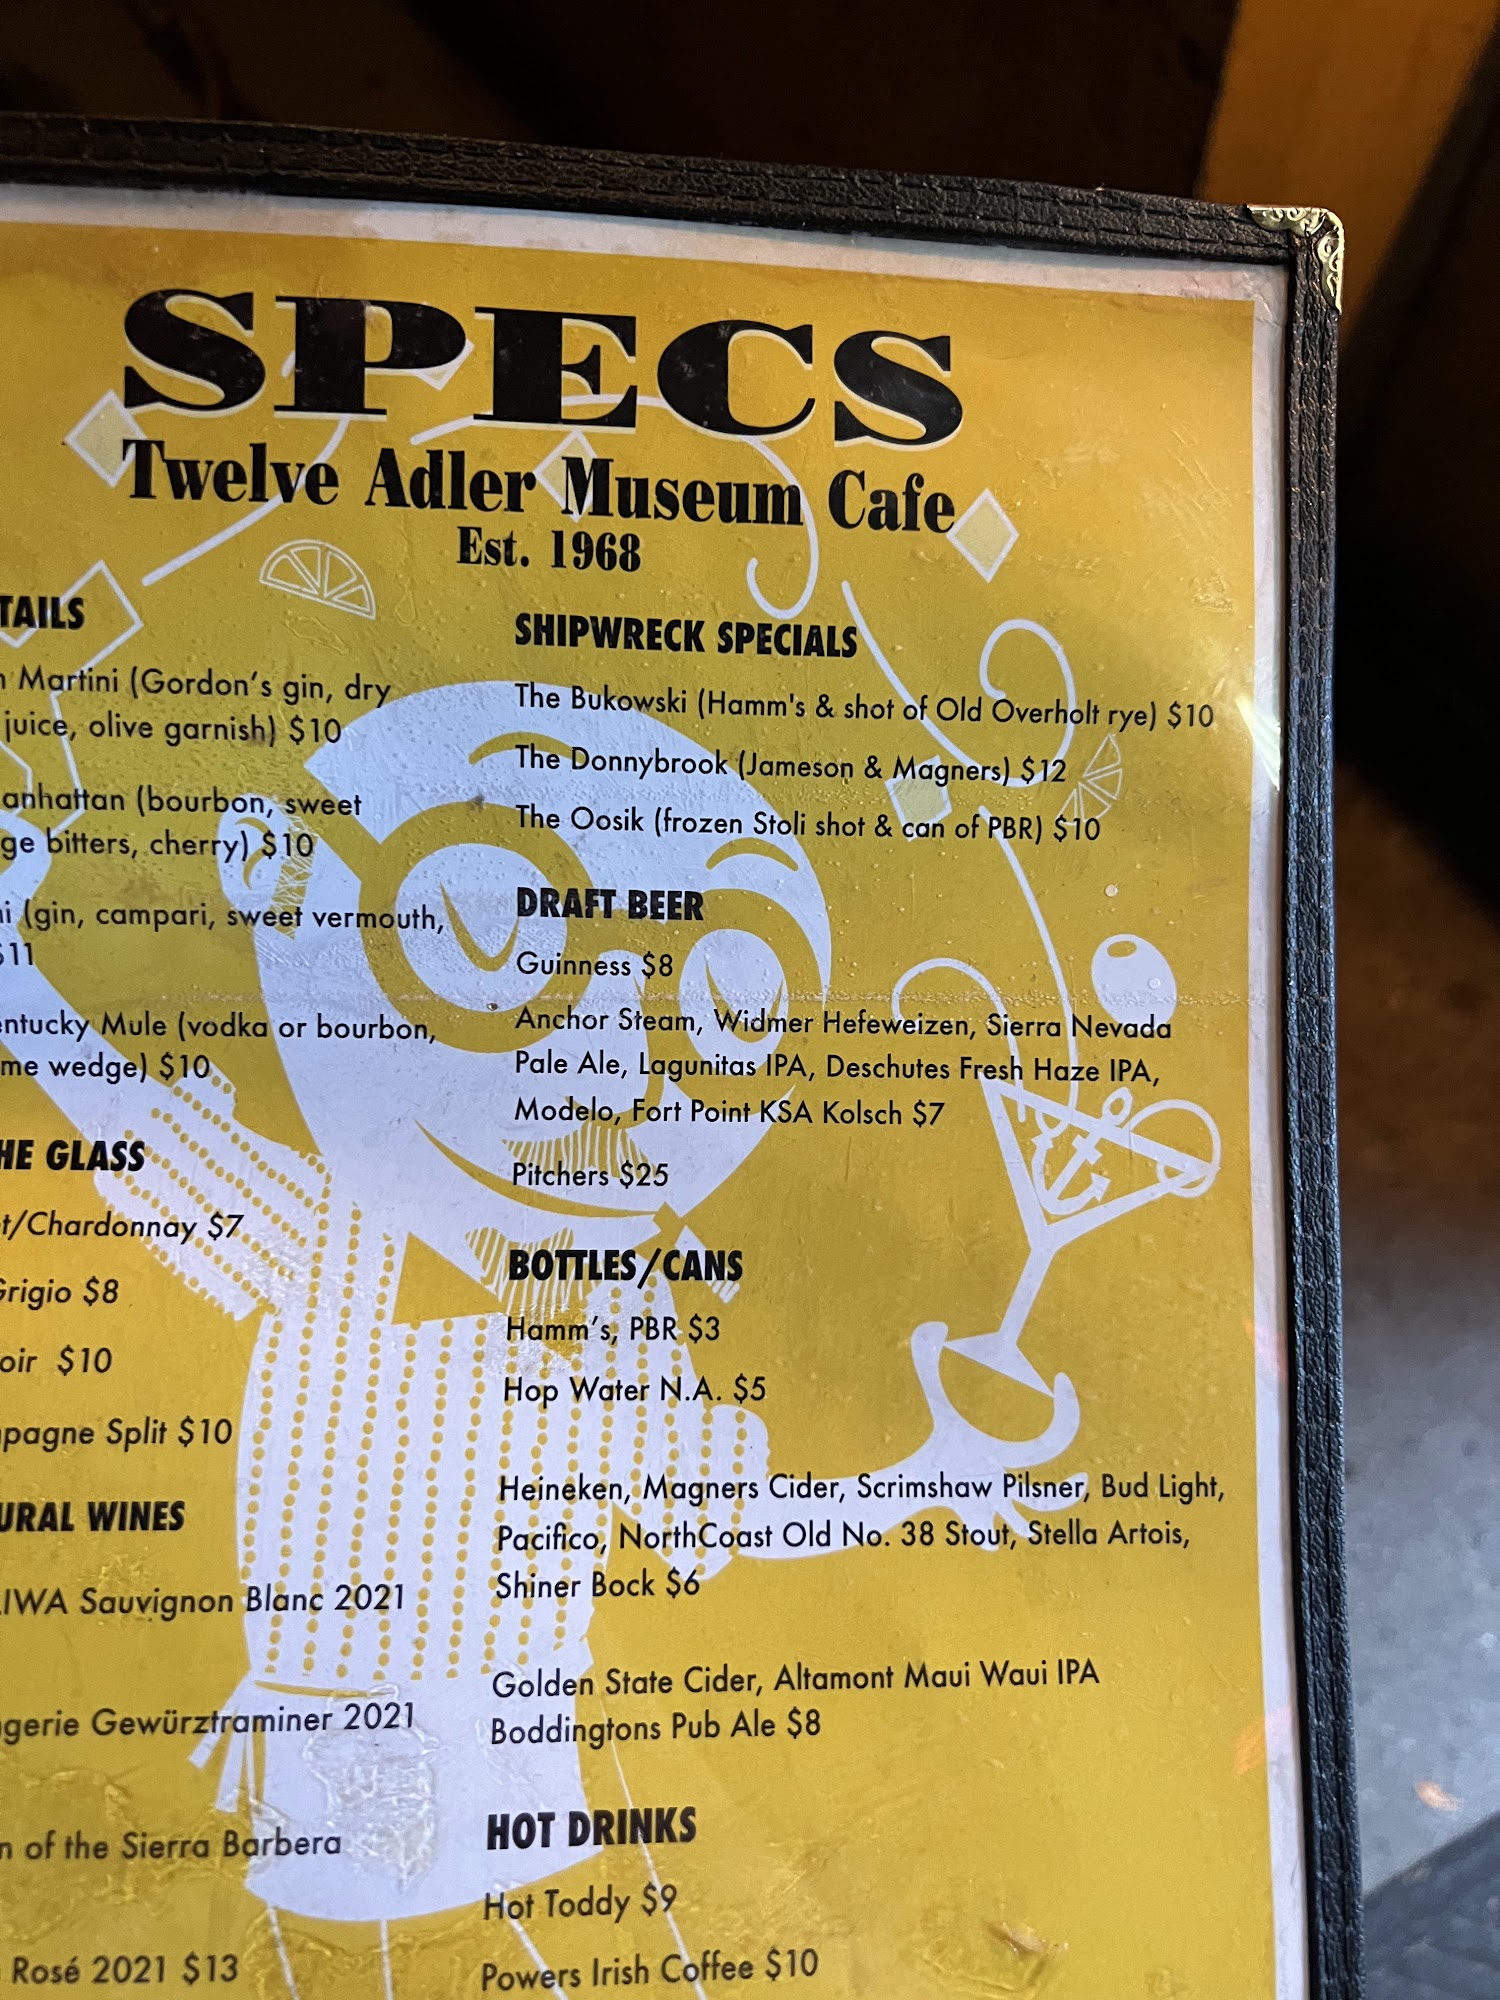 SPECS
Twelve Adler Museum Cafe
Est. 1968
TAILS
Martini (Gordon's gin, dry
juice, olive garnish) $10
anhattan (bourbon, sweet
ge bitters, cherry) $10
i (gin, campari, sweet vermouth,
$11
entucky Mule (vodka or bourbon,
me wedge) $10
HE GLASS
t/Chardonnay $7
Grigio $8
oir $10
pagne Split $10
URAL WINES
IWA Sauvignon Blanc 2021
gerie Gewürztraminer 2021
n of the Sierra Barbera
Rosé 2021 $13
SHIPWRECK SPECIALS
The Bukowski (Hamm's & shot of Old Overholt rye) $10
The Donnybrook (Jameson & Magners) $12
The Oosik (frozen Stoli shot & can of PBR) $10
DRAFT BEER
Guinness $8
Anchor Steam, Widmer Hefeweizen, Sierra Nevada
Pale Ale, Lagunitas IPA, Deschutes Fresh Haze IPA,
Modelo, Fort Point KSA Kolsch $7
Pitchers $25
BOTTLES/CANS
Hamm's, PBR $3
Hop Water N.A. $5
Heineken, Magners Cider, Scrimshaw Pilsner, Bud Light,
Pacifico, NorthCoast Old No. 38 Stout, Stella Artois,
Shiner Bock $6
Golden State Cider, Altamont Maui Waui IPA
Boddingtons Pub Ale $8
HOT DRINKS
Hot Toddy $9
Powers Irish Coffee $10